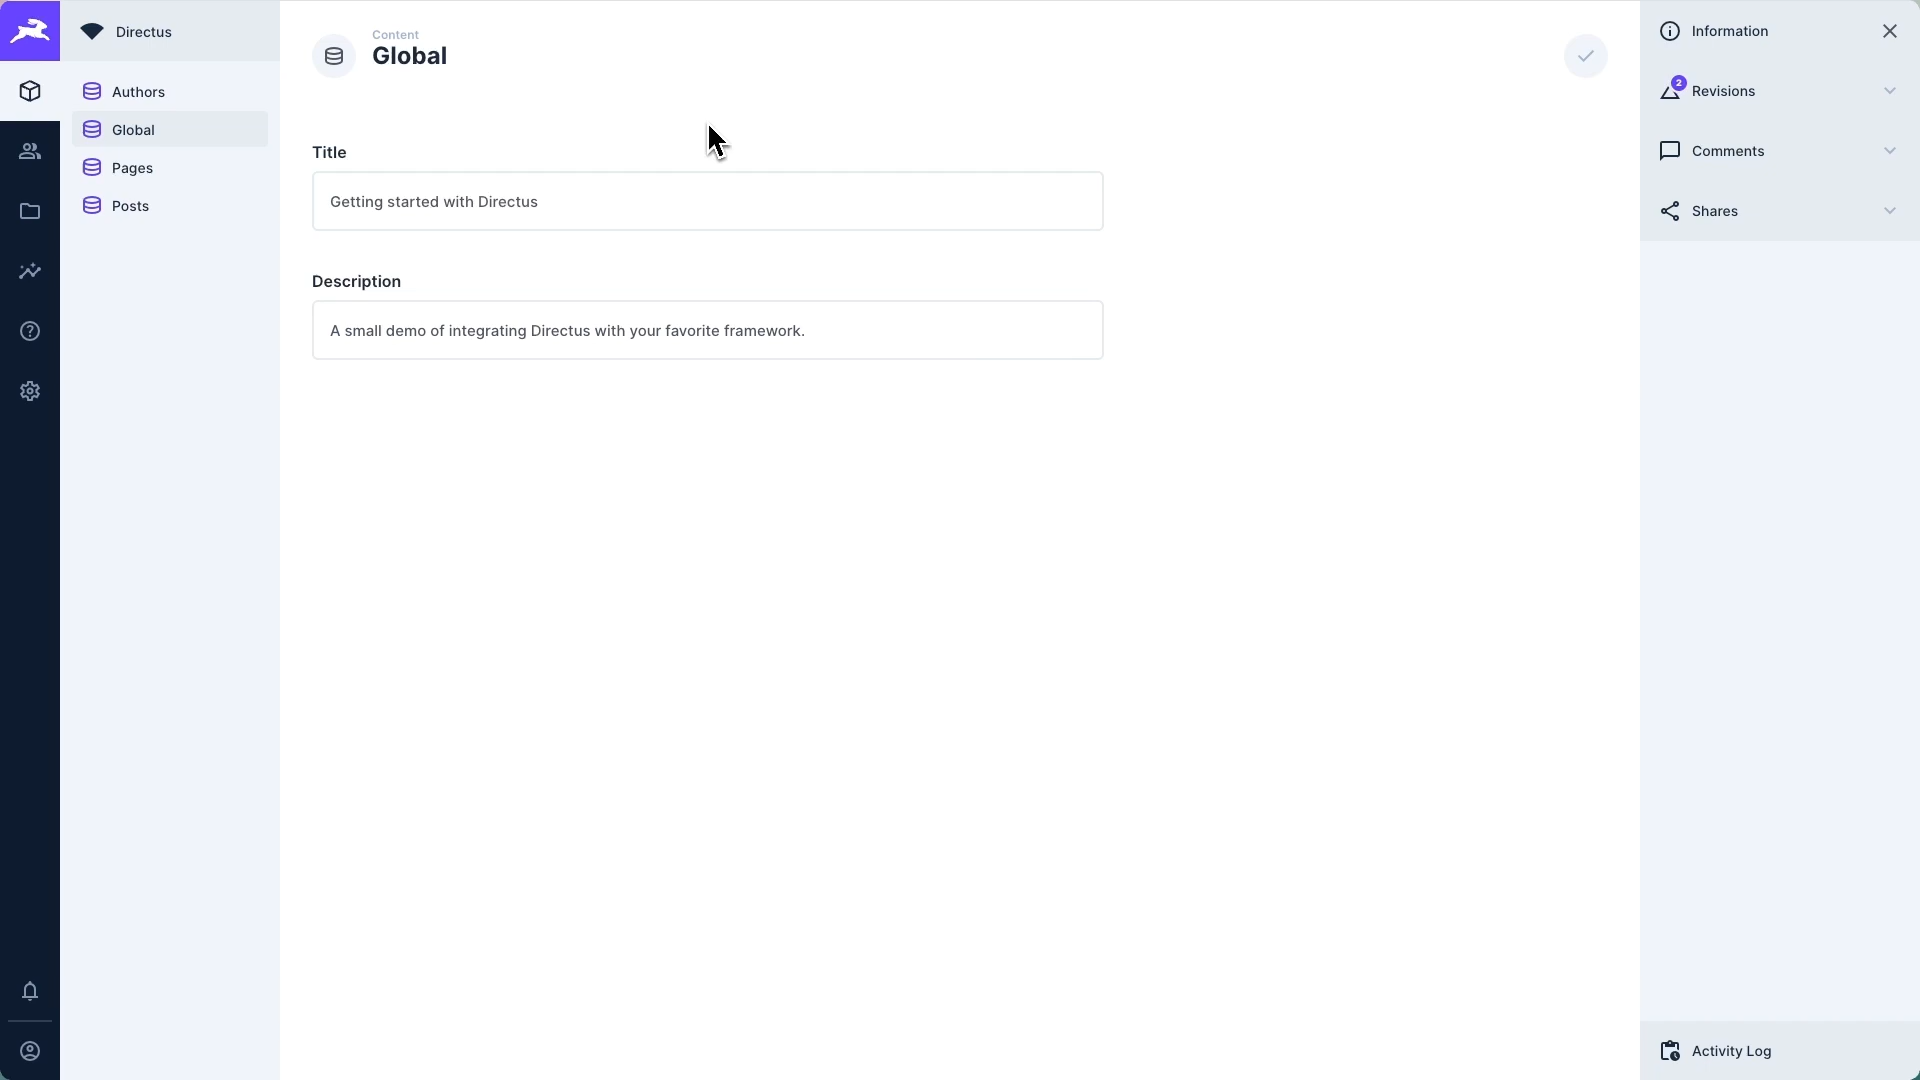 Directus
Authors
Global
Pages
Posts
Content
Global
Title
Getting started with Directus
Description
A small demo of integrating Directus with your favorite framework.
Information
2
Revisions
Comments
Shares
Activity Log